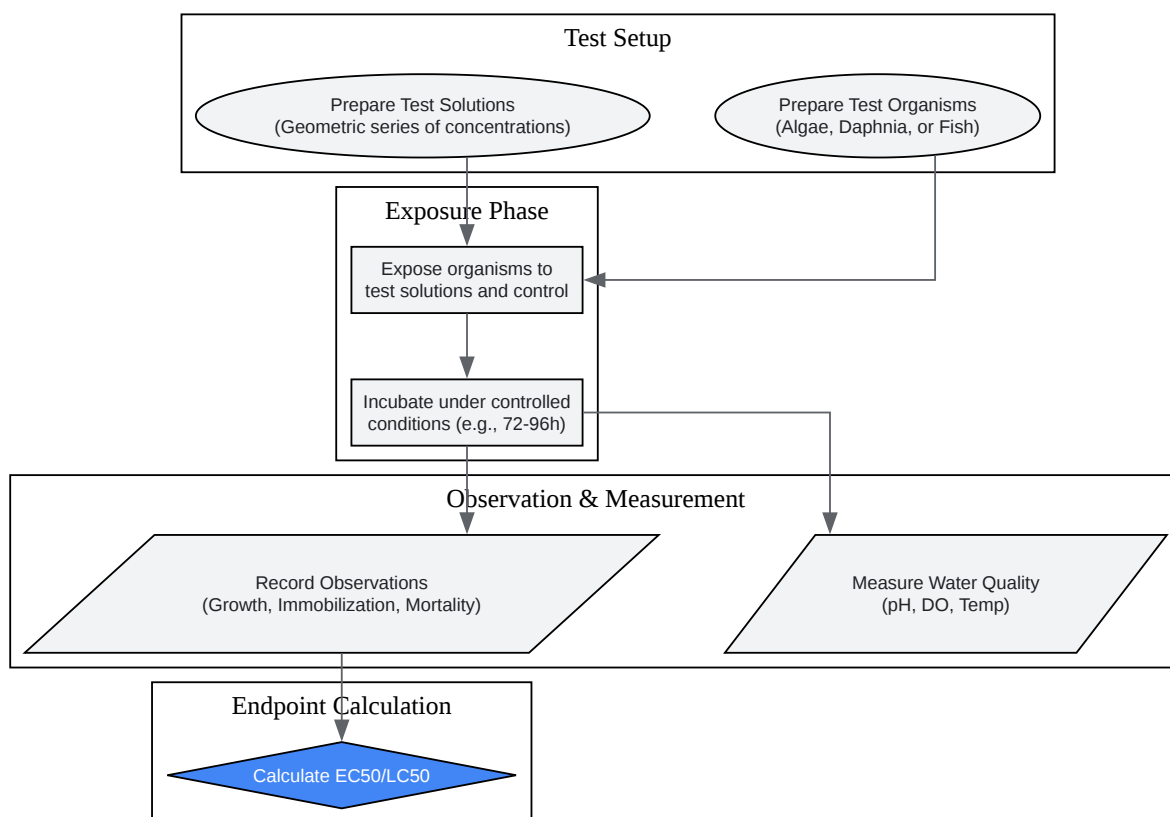 Test Setup
Prepare Test Solutions
(Geometric series of concentrations)
Prepare Test Organisms
(Algae, Daphnia, or Fish)
Exposure Phase
Expose organisms to
test solutions and control
Incubate under controlled
conditions (e.g., 72-96h)
Observation & Measurement
Record Observations
(Growth, Immobilization, Mortality)
Measure Water Quality
(pH, DO, Temp)
Endpoint Calculation
Calculate EC50/LC50